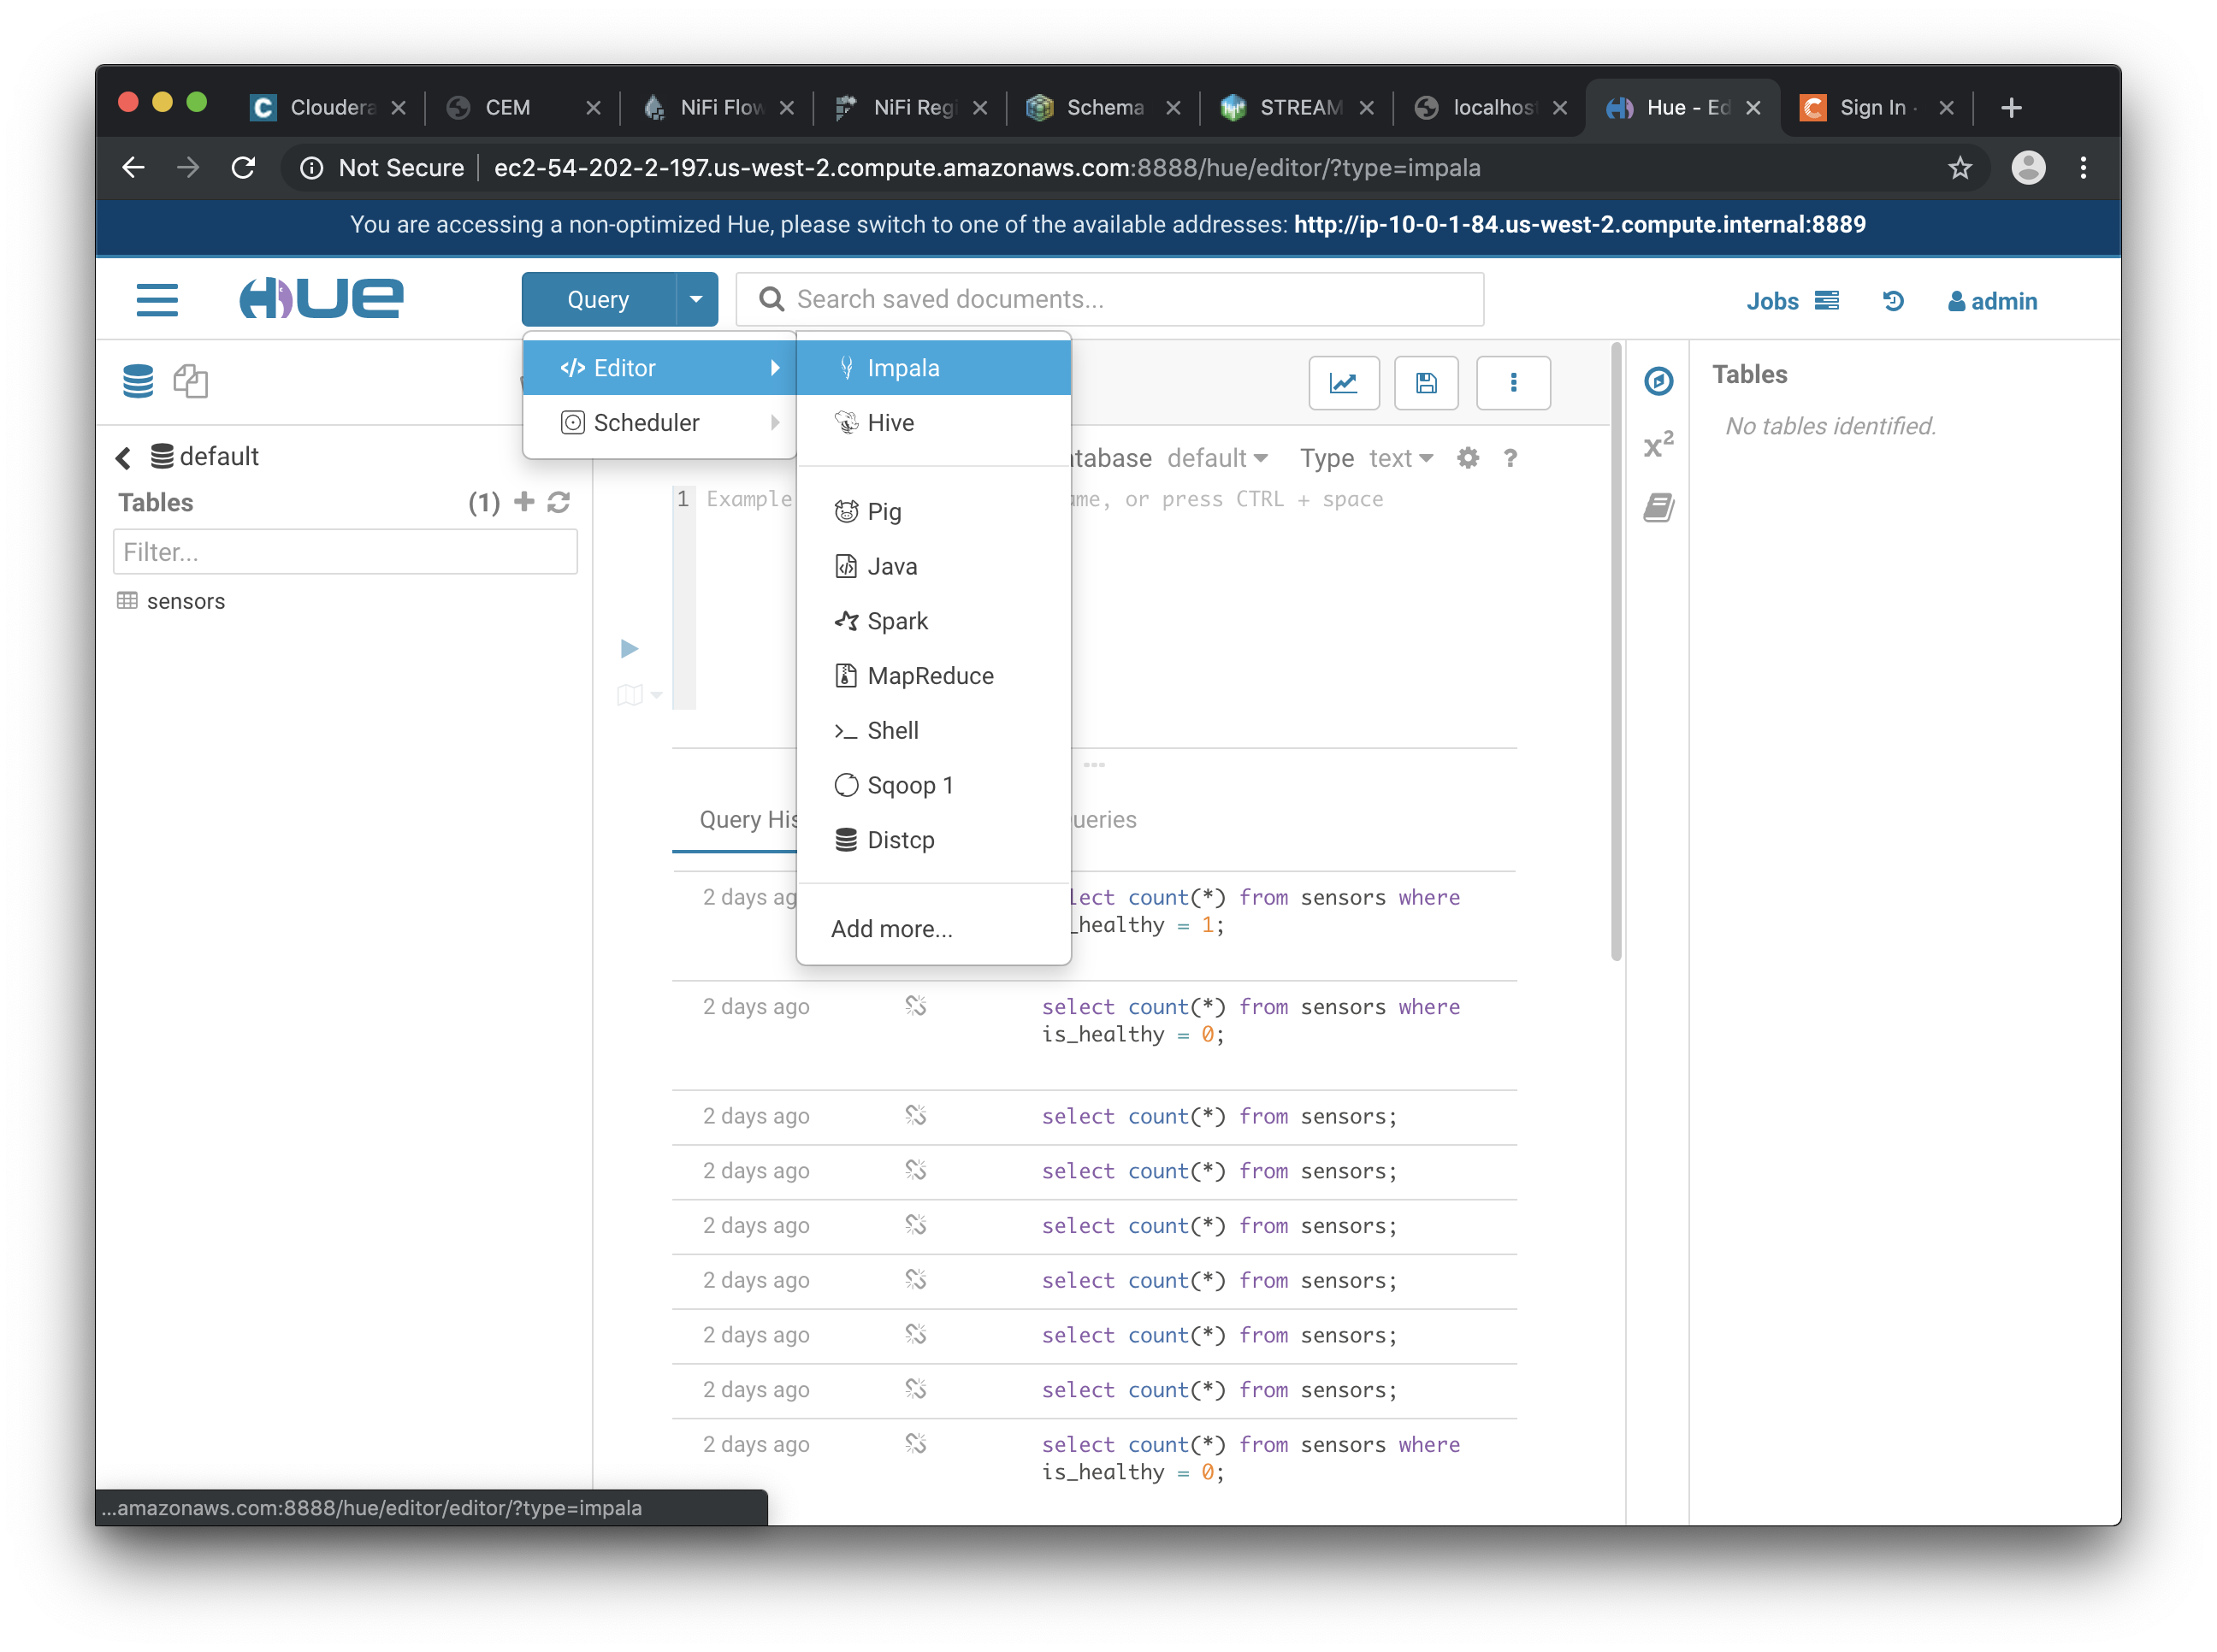 Cloudera
CEM
NiFi Flow
NiFi Regi
Schema
STREAM
localhost
Hue - Ed
Sign In ·
Not Secure
ec2-54-202-2-197.us-west-2.compute.amazonaws.com:8888/hue/editor/?type=impala
You are accessing a non-optimized Hue, please switch to one of the available addresses: http://ip-10-0-1-84.us-west-2.compute.internal:8889
HUE
Query
Search saved documents...
Jobs
admin
</> Editor
Scheduler
Impala
Hive
Pig
Java
Spark
MapReduce
Shell
Sqoop 1
Distcp
Add more...
default
Tables
(1)
Filter...
sensors
tabase default Type text ?
1 Example
me, or press CTRL + space
Query His
ueries
2 days ag
lect count(*) from sensors where
_healthy = 1;
2 days ago
select count(*) from sensors where
is_healthy = 0;
2 days ago select count(*) from sensors;
2 days ago select count(*) from sensors;
2 days ago select count(*) from sensors;
2 days ago select count(*) from sensors;
2 days ago select count(*) from sensors;
2 days ago select count(*) from sensors;
2 days ago
select count(*) from sensors where
is_healthy = 0;
x²
Tables
No tables identified.
...amazonaws.com:8888/hue/editor/editor/?type=impala